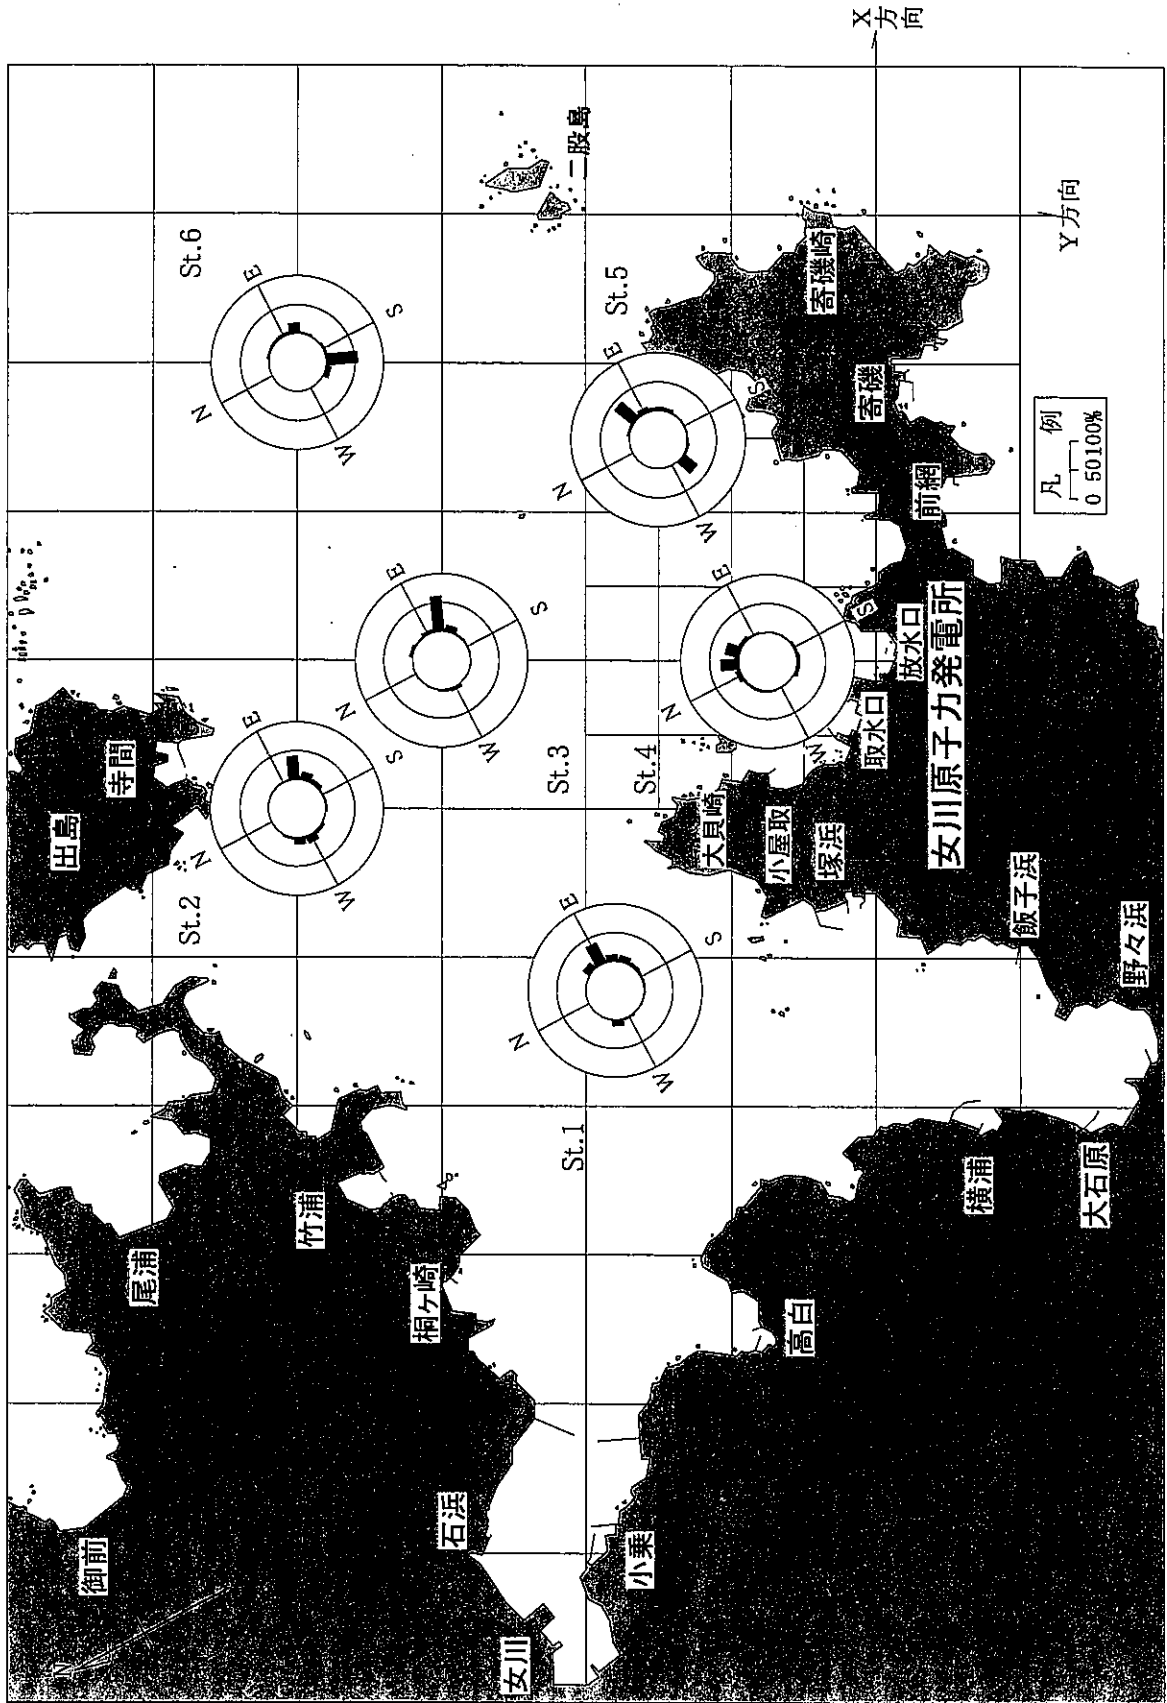 X方向
Y方向
二股島
St.6
N
E
S
W
St.5
N
E
S
W
寄磯崎
寄磯
前網
凡 例
0 50100%
N
E
S
W
St.3
N
E
S
W
St.4
放水口
取水口
女川原子力発電所
出島
寺間
N
E
S
W
St.2
大貝崎
小屋取
塚浜
飯子浜
野々浜
N
E
S
W
St.1
尾浦
竹浦
桐ヶ崎
高白
横浦
大石原
御前
石浜
小乗
女川
N